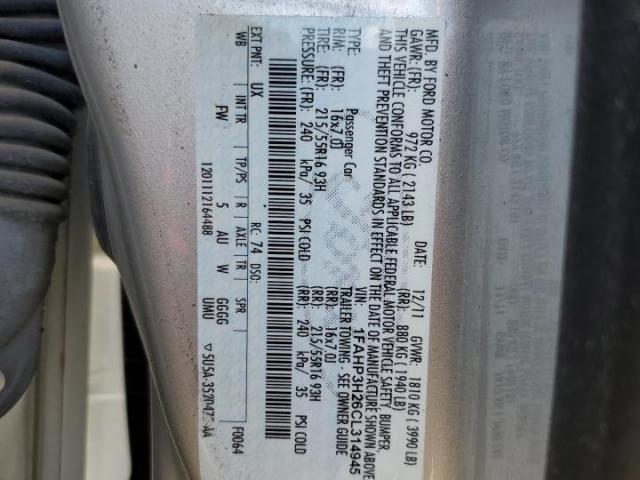 MFD. BY FORD MOTOR CO.
DATE: 12/11 GVWR: 1810 KG ( 3990 LB)
GAWR:(FR) 972 KG ( 2143 LB) (RR) 880 KG ( 1940 LB)
THIS VEHICLE CONFORMS TO ALL APPLICABLE FEDERAL MOTOR VEHICLE SAFETY, BUMPER,
AND THEFT PREVENTION STANDARDS IN EFFECT ON THE DATE OF MANUFACTURE SHOWN ABOVE
VIN: 1FAHP3H26CL314945
TYPE: Passenger Car TRAILER TOWING - SEE OWNER GUIDE
RIM: (FR) 16x7.0J (RR) 16x7.0J
TIRE: (FR) 215/55R16 93H (RR) 215/55R16 93H
PRESSURE:(FR) 240 kPa/ 35 PSI COLD (RR) 240 kPa/ 35 PSI COLD
EXT PNT: UX RC: 74 DSO: F0064
WB INT TR TP/PS R AXLE TR SPR
FW 5 AU W GGGG UMU
1201112164488